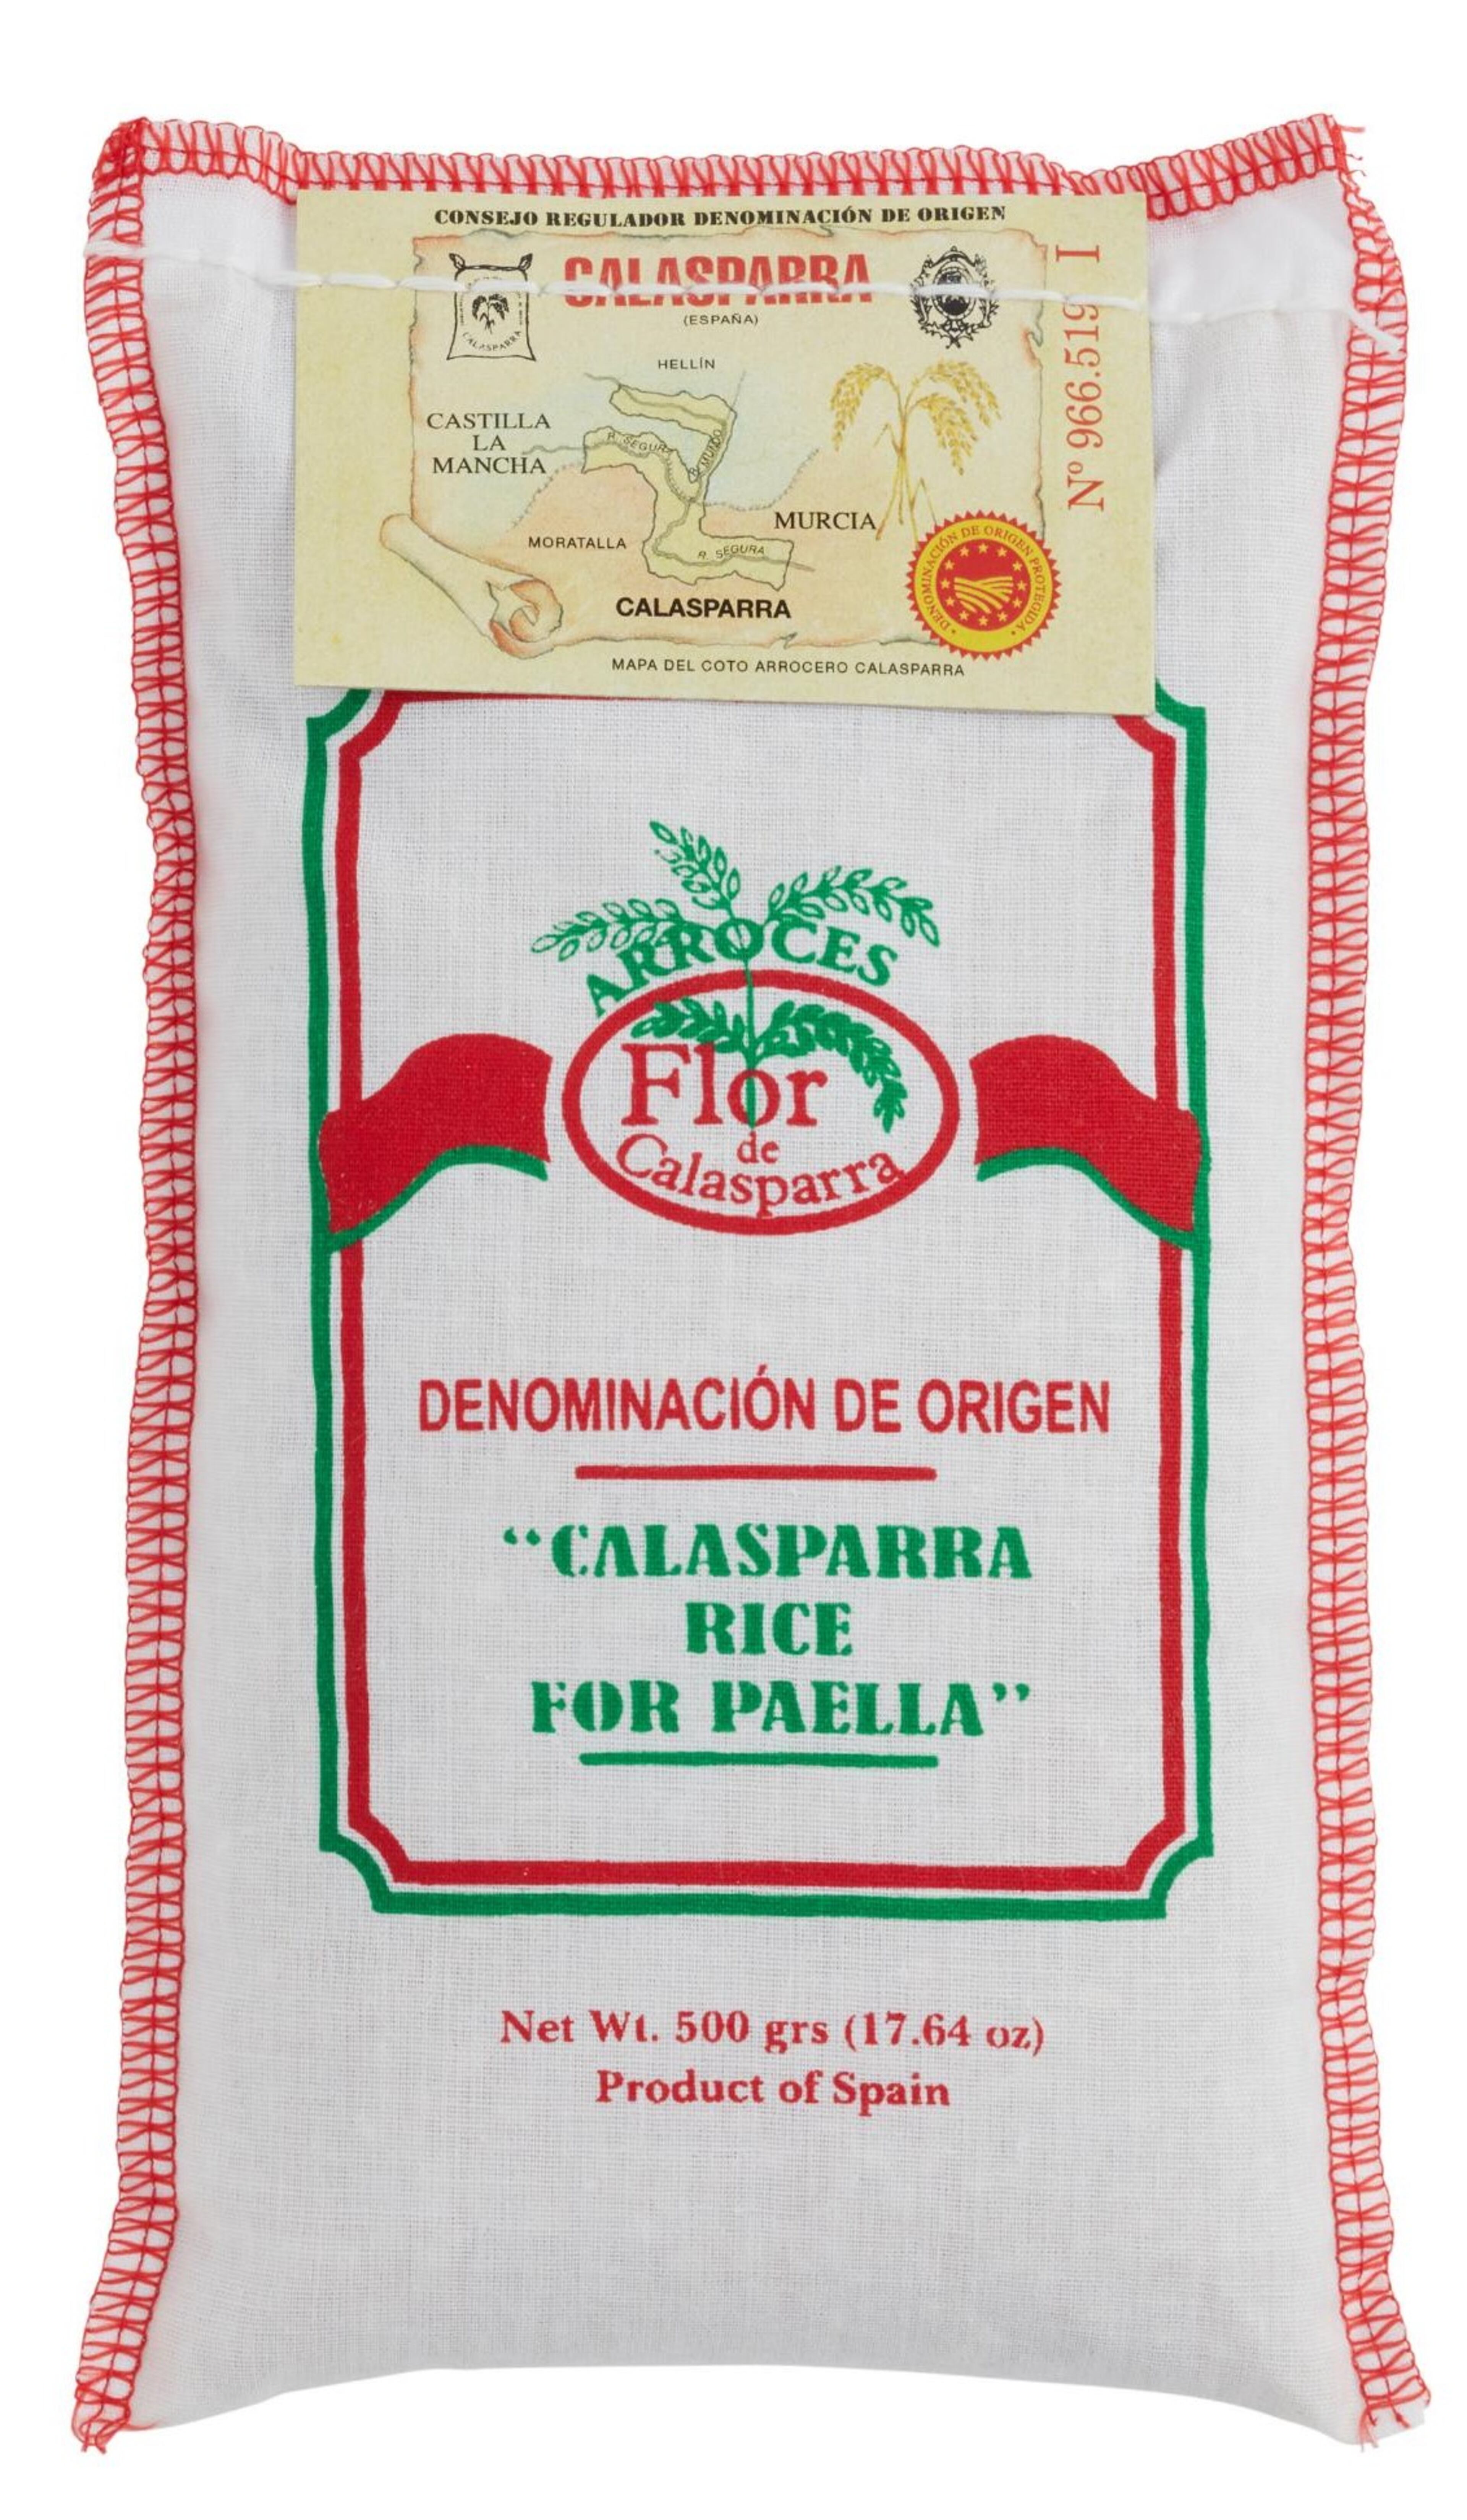 CONSEJO REGULADOR DENOMINACIÓN DE ORIGEN
CALASPARRA
(ESPAÑA)
CALASPARRA
HELLÍN
CASTILLA
LA
MANCHA
R. SEGURA
R. MUNDO
MURCIA
MORATALLA
R. SEGURA
CALASPARRA
MAPA DEL COTO ARROCERO CALASPARRA
DENOMINACIÓN DE ORIGEN PROTEGIDA
Nº 966.519 I
ARROCES
Flor
de
Calasparra
DENOMINACIÓN DE ORIGEN
“CALASPARRA
RICE
FOR PAELLA”
Net Wt. 500 grs (17.64 oz)
Product of Spain